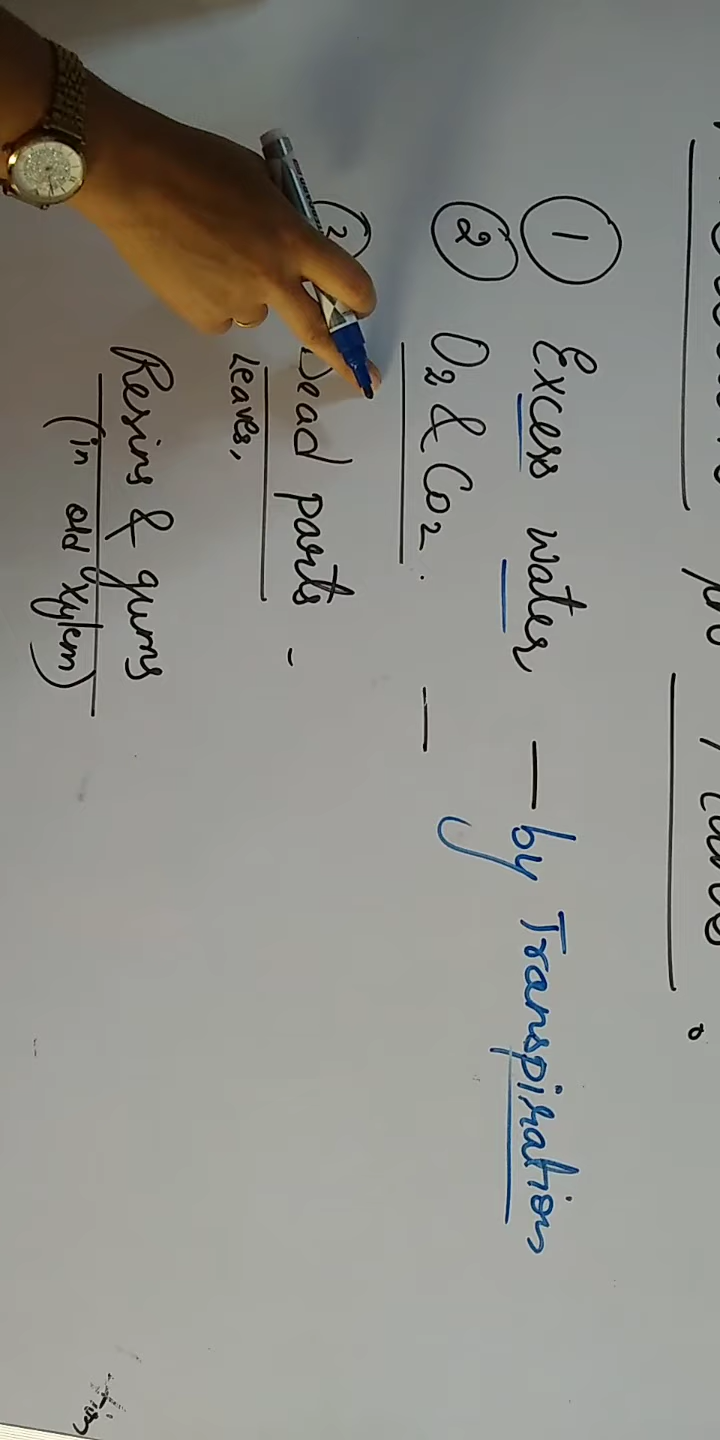 ① Excess water — by Transpiration
② O2 & CO2. —
Dead parts -
Leaves,
Resins & gums
(in old xylem)